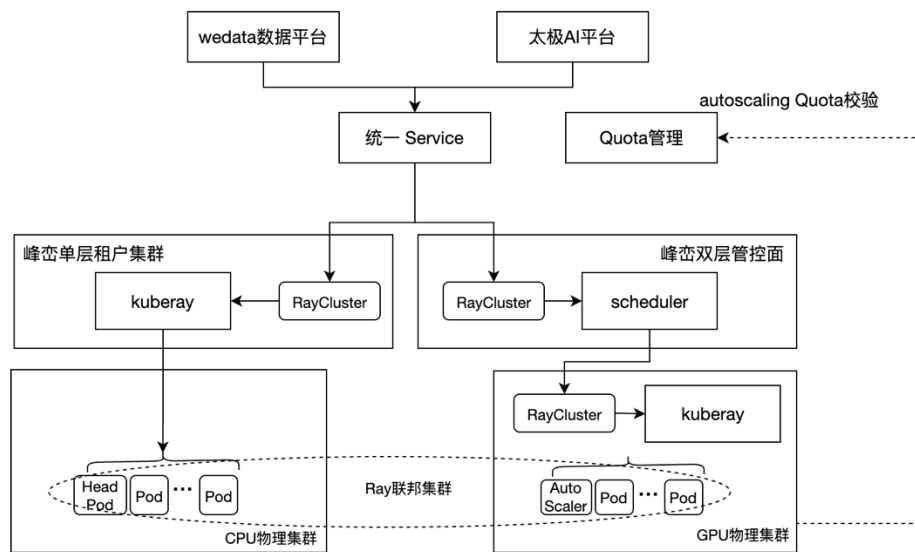 wedata数据平台
太极AI平台
autoscaling Quota校验
统一 Service
Quota管理
峰峦单层租户集群
峰峦双层管控面
kuberay
RayCluster
RayCluster
scheduler
RayCluster
kuberay
Head
Pod
Pod
•••
Pod
Ray联邦集群
Auto
Scaler
Pod
•••
Pod
CPU物理集群
GPU物理集群